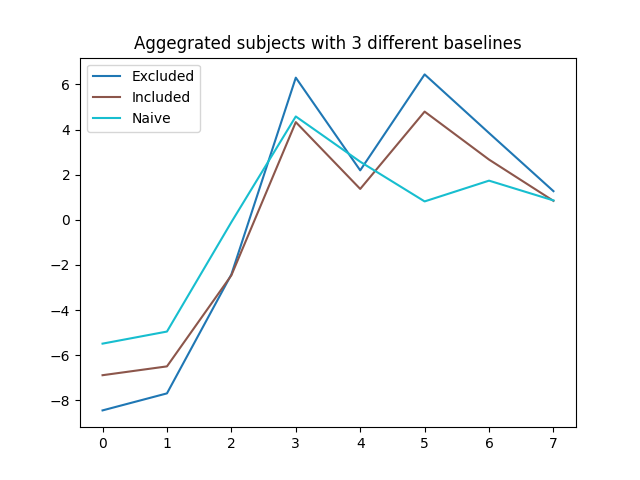 Aggegrated subjects with 3 different baselines
Excluded
Included
Naive
6
4
2
0
−2
−4
−6
−8
0 1 2 3 4 5 6 7